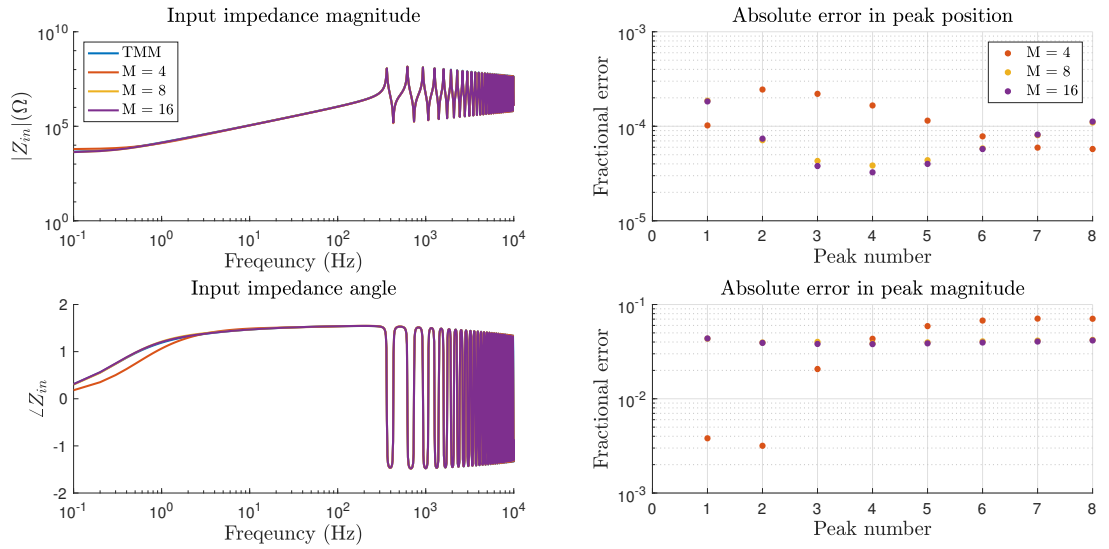 Input impedance magnitude
10^10
10^5
10^0
|Z_in|(Ω)
TMM
M = 4
M = 8
M = 16
10^-1 10^0 10^1 10^2 10^3 10^4
Freqeuncy (Hz)
Absolute error in peak position
10^-3
10^-4
10^-5
Fractional error
M = 4
M = 8
M = 16
0 1 2 3 4 5 6 7 8
Peak number
Input impedance angle
2
1
0
-1
-2
∠Z_in
10^-1 10^0 10^1 10^2 10^3 10^4
Freqeuncy (Hz)
Absolute error in peak magnitude
10^-1
10^-2
10^-3
Fractional error
0 1 2 3 4 5 6 7 8
Peak number